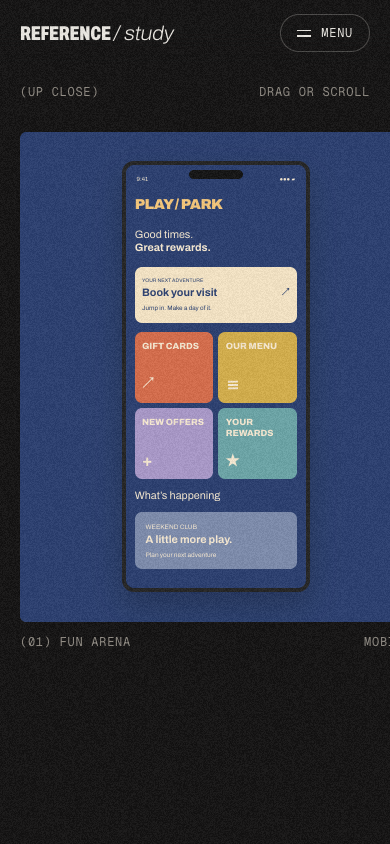 REFERENCE/study
MENU
(UP CLOSE)
DRAG OR SCROLL
9:41
PLAY/PARK
Good times.
Great rewards.
YOUR NEXT ADVENTURE
Book your visit
Jump in. Make a day of it.
GIFT CARDS
OUR MENU
NEW OFFERS
YOUR
REWARDS
What's happening
WEEKEND CLUB
A little more play.
Plan your next adventure
(01) FUN ARENA
MOBI